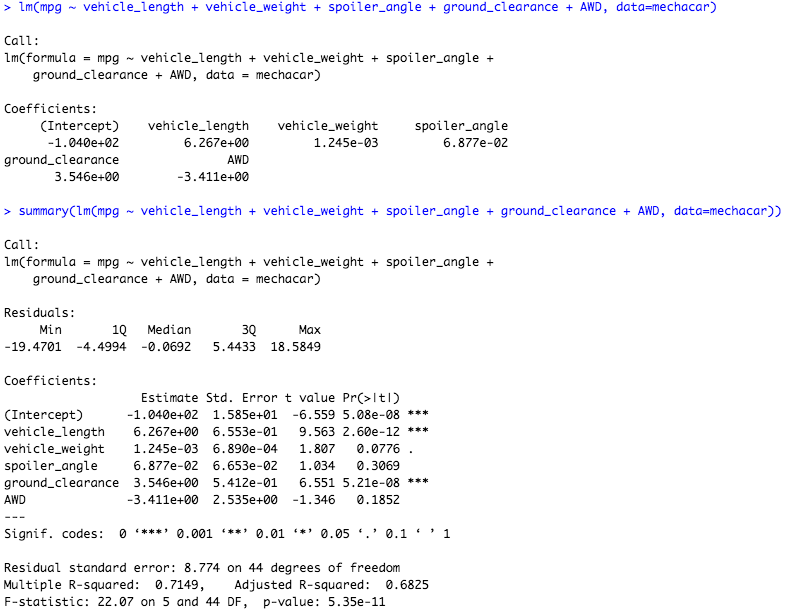 > lm(mpg ~ vehicle_length + vehicle_weight + spoiler_angle + ground_clearance + AWD, data=mechacar)
Call:
lm(formula = mpg ~ vehicle_length + vehicle_weight + spoiler_angle +
    ground_clearance + AWD, data = mechacar)
Coefficients:
     (Intercept)    vehicle_length    vehicle_weight     spoiler_angle
      -1.040e+02         6.267e+00         1.245e-03         6.877e-02
ground_clearance               AWD
       3.546e+00        -3.411e+00
> summary(lm(mpg ~ vehicle_length + vehicle_weight + spoiler_angle + ground_clearance + AWD, data=mechacar))
Call:
lm(formula = mpg ~ vehicle_length + vehicle_weight + spoiler_angle +
    ground_clearance + AWD, data = mechacar)
Residuals:
     Min       1Q   Median       3Q      Max
-19.4701  -4.4994  -0.0692   5.4433  18.5849
Coefficients:
                   Estimate Std. Error t value Pr(>|t|)
(Intercept)      -1.040e+02  1.585e+01  -6.559 5.08e-08 ***
vehicle_length    6.267e+00  6.553e-01   9.563 2.60e-12 ***
vehicle_weight    1.245e-03  6.890e-04   1.807   0.0776 .
spoiler_angle     6.877e-02  6.653e-02   1.034   0.3069
ground_clearance  3.546e+00  5.412e-01   6.551 5.21e-08 ***
AWD              -3.411e+00  2.535e+00  -1.346   0.1852
---
Signif. codes:  0 ‘***’ 0.001 ‘**’ 0.01 ‘*’ 0.05 ‘.’ 0.1 ‘ ’ 1
Residual standard error: 8.774 on 44 degrees of freedom
Multiple R-squared:  0.7149,    Adjusted R-squared:  0.6825
F-statistic: 22.07 on 5 and 44 DF,  p-value: 5.35e-11